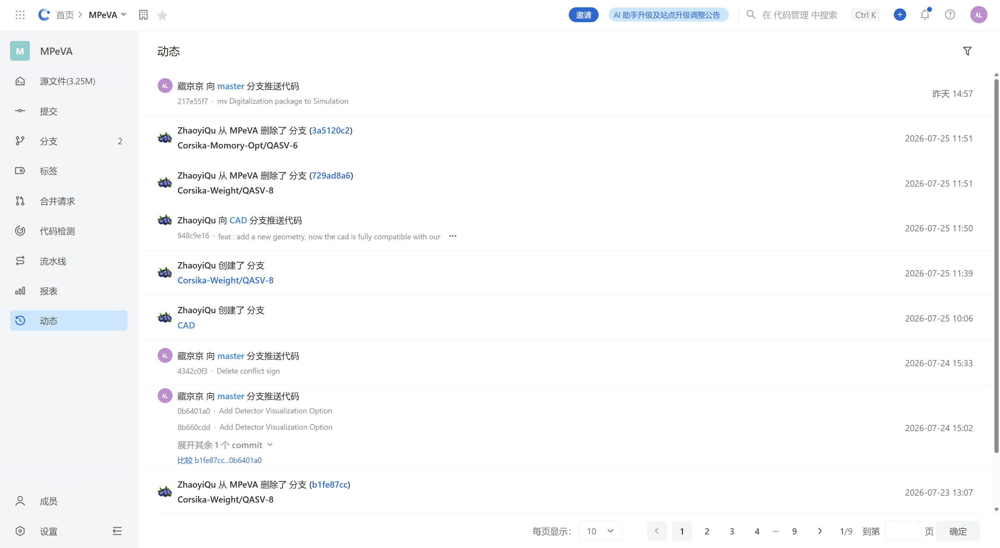 首页 > MPeVA
邀请
AI 助手升级及站点升级调整公告
在 代码管理 中搜索
Ctrl K
AL
M MPeVA
源文件(3.25M)
提交
分支 2
标签
合并请求
代码检测
流水线
报表
动态
成员
设置
动态
AL 藏京京 向 master 分支推送代码
217e55f7 · mv Digitalization package to Simulation
昨天 14:57
ZhaoyiQu 从 MPeVA 删除了 分支 (3a5120c2)
Corsika-Momory-Opt/QASV-6
2026-07-25 11:51
ZhaoyiQu 从 MPeVA 删除了 分支 (729ad8a6)
Corsika-Weight/QASV-8
2026-07-25 11:51
ZhaoyiQu 向 CAD 分支推送代码
948c9e16 · feat : add a new geometry, now the cad is fully compatible with our ···
2026-07-25 11:50
ZhaoyiQu 创建了 分支
Corsika-Weight/QASV-8
2026-07-25 11:39
ZhaoyiQu 创建了 分支
CAD
2026-07-25 10:06
AL 藏京京 向 master 分支推送代码
4342c0f3 · Delete conflict sign
2026-07-24 15:33
AL 藏京京 向 master 分支推送代码
0b6401a0 · Add Detector Visualization Option
8b660cdd · Add Detector Visualization Option
展开其余 1 个 commit
比较 b1fe87cc...0b6401a0
2026-07-24 15:02
ZhaoyiQu 从 MPeVA 删除了 分支 (b1fe87cc)
Corsika-Weight/QASV-8
2026-07-23 13:07
每页显示： 10 < 1 2 3 4 ··· 9 > 1/9 到第 页 确定